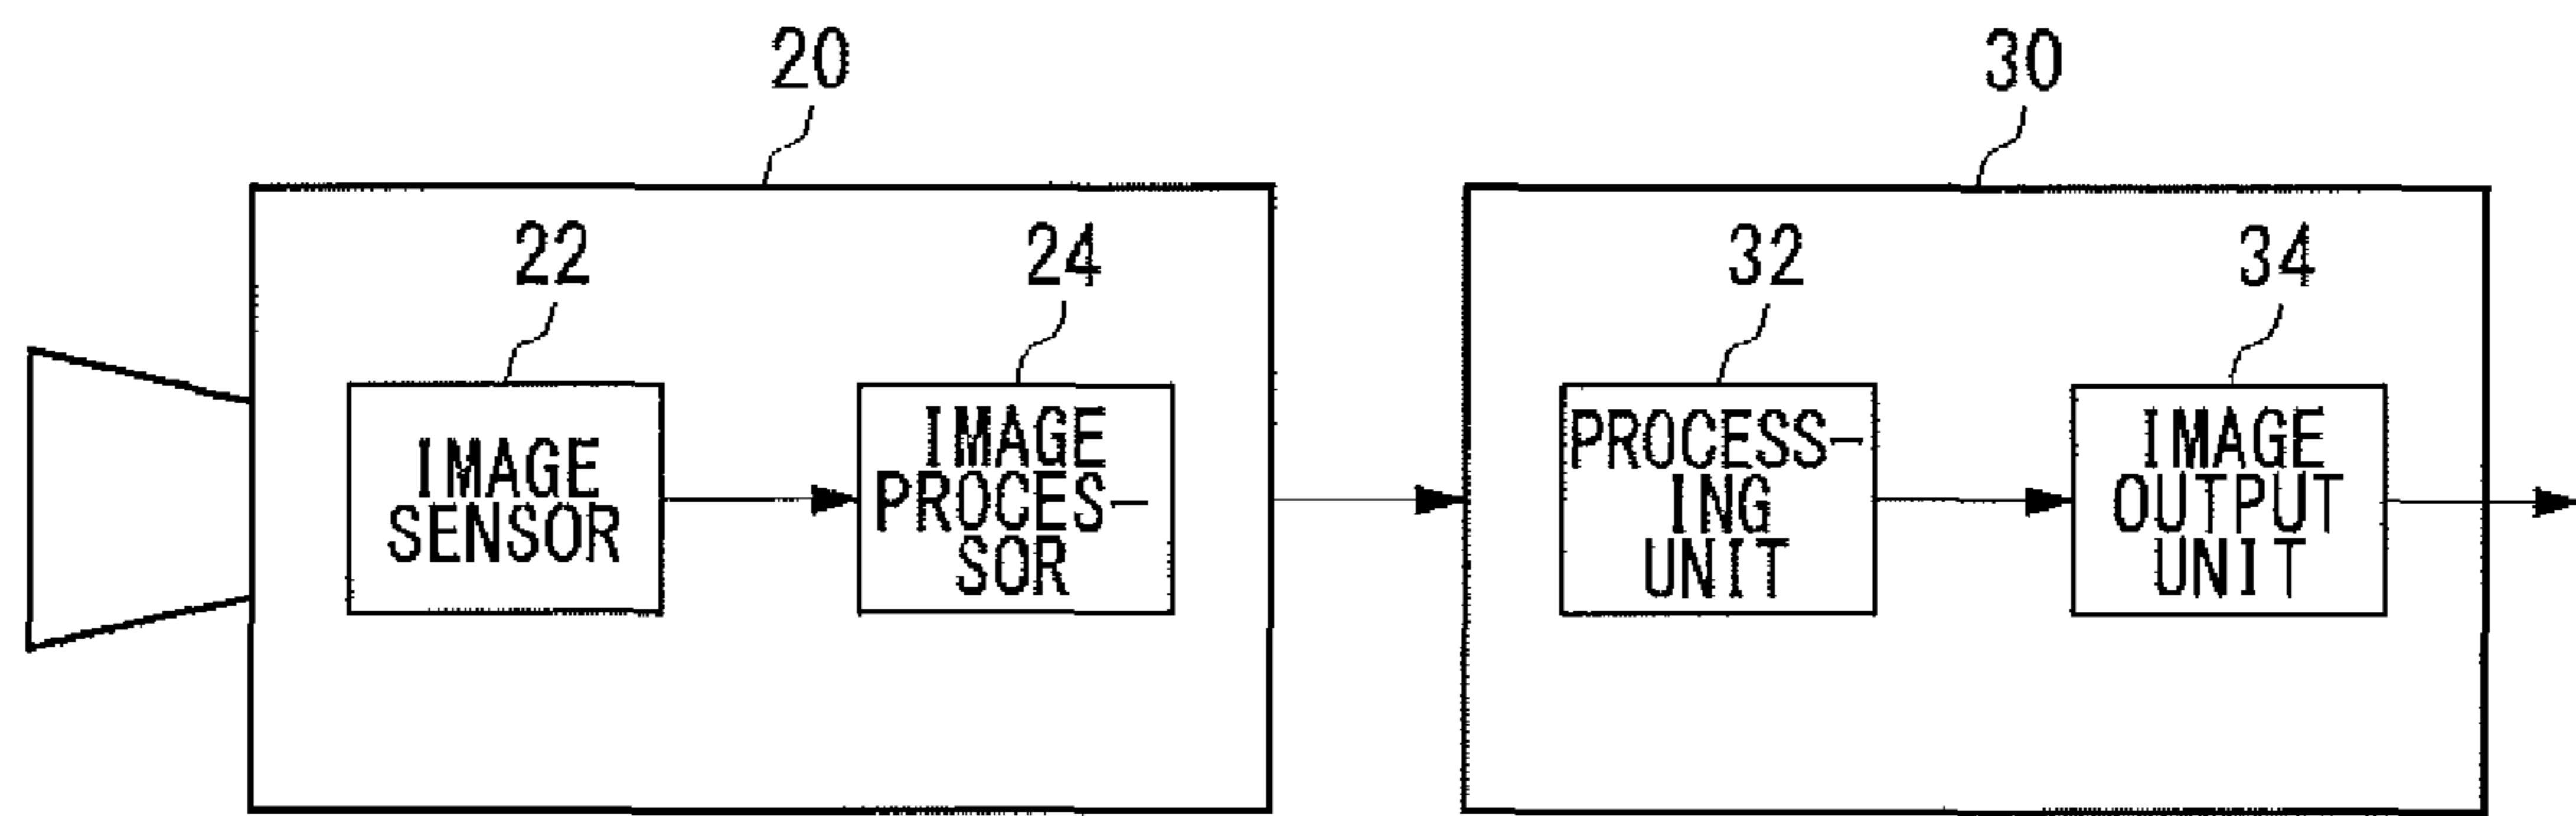 20
30
22
24
32
34
IMAGE
SENSOR
IMAGE
PROCES-
SOR
PROCESS-
ING
UNIT
IMAGE
OUTPUT
UNIT